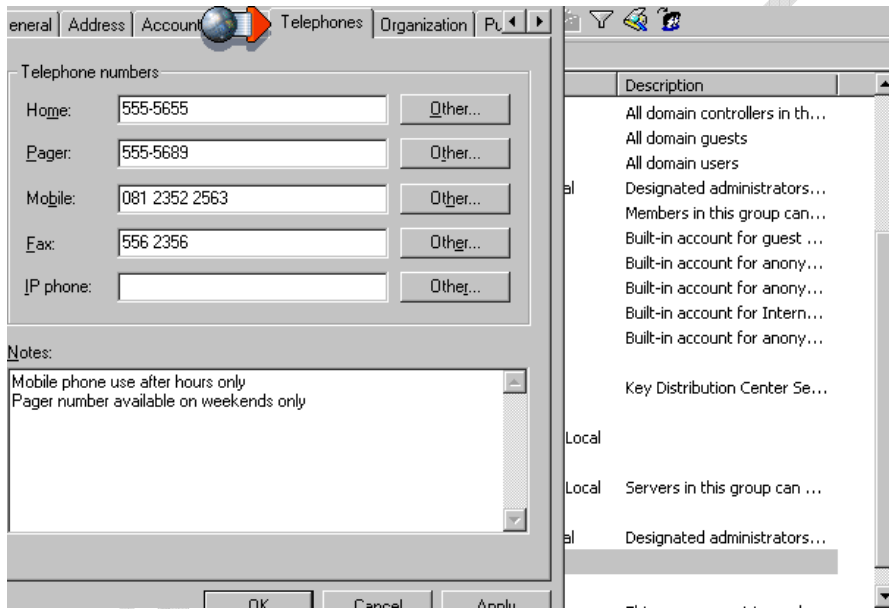 eneral Address Account Telephones Organization Pu
Telephone numbers
Home: 555-5655 Other...
Pager: 555-5689 Other...
Mobile: 081 2352 2563 Other...
Fax: 556 2356 Other...
IP phone: Other...
Notes:
Mobile phone use after hours only
Pager number available on weekends only
OK Cancel Apply
Description
All domain controllers in th...
All domain guests
All domain users
al Designated administrators...
Members in this group can...
Built-in account for guest ...
Built-in account for anony...
Built-in account for anony...
Built-in account for Intern...
Built-in account for anony...
Key Distribution Center Se...
Local
Local Servers in this group can ...
al Designated administrators...